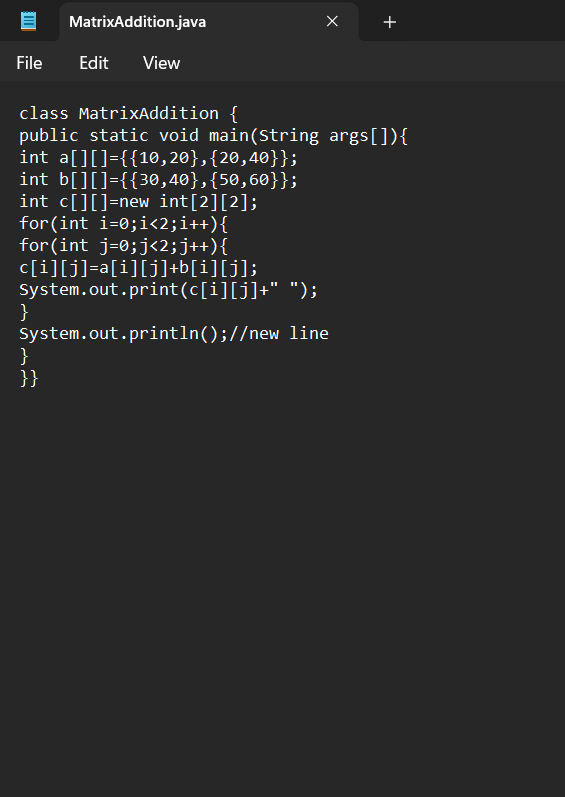 MatrixAddition.java
File Edit View
class MatrixAddition {
public static void main(String args[]){
int a[][]={{10,20},{20,40}};
int b[][]={{30,40},{50,60}};
int c[][]=new int[2][2];
for(int i=0;i<2;i++){
for(int j=0;j<2;j++){
c[i][j]=a[i][j]+b[i][j];
System.out.print(c[i][j]+" ");
}
System.out.println();//new line
}
}}